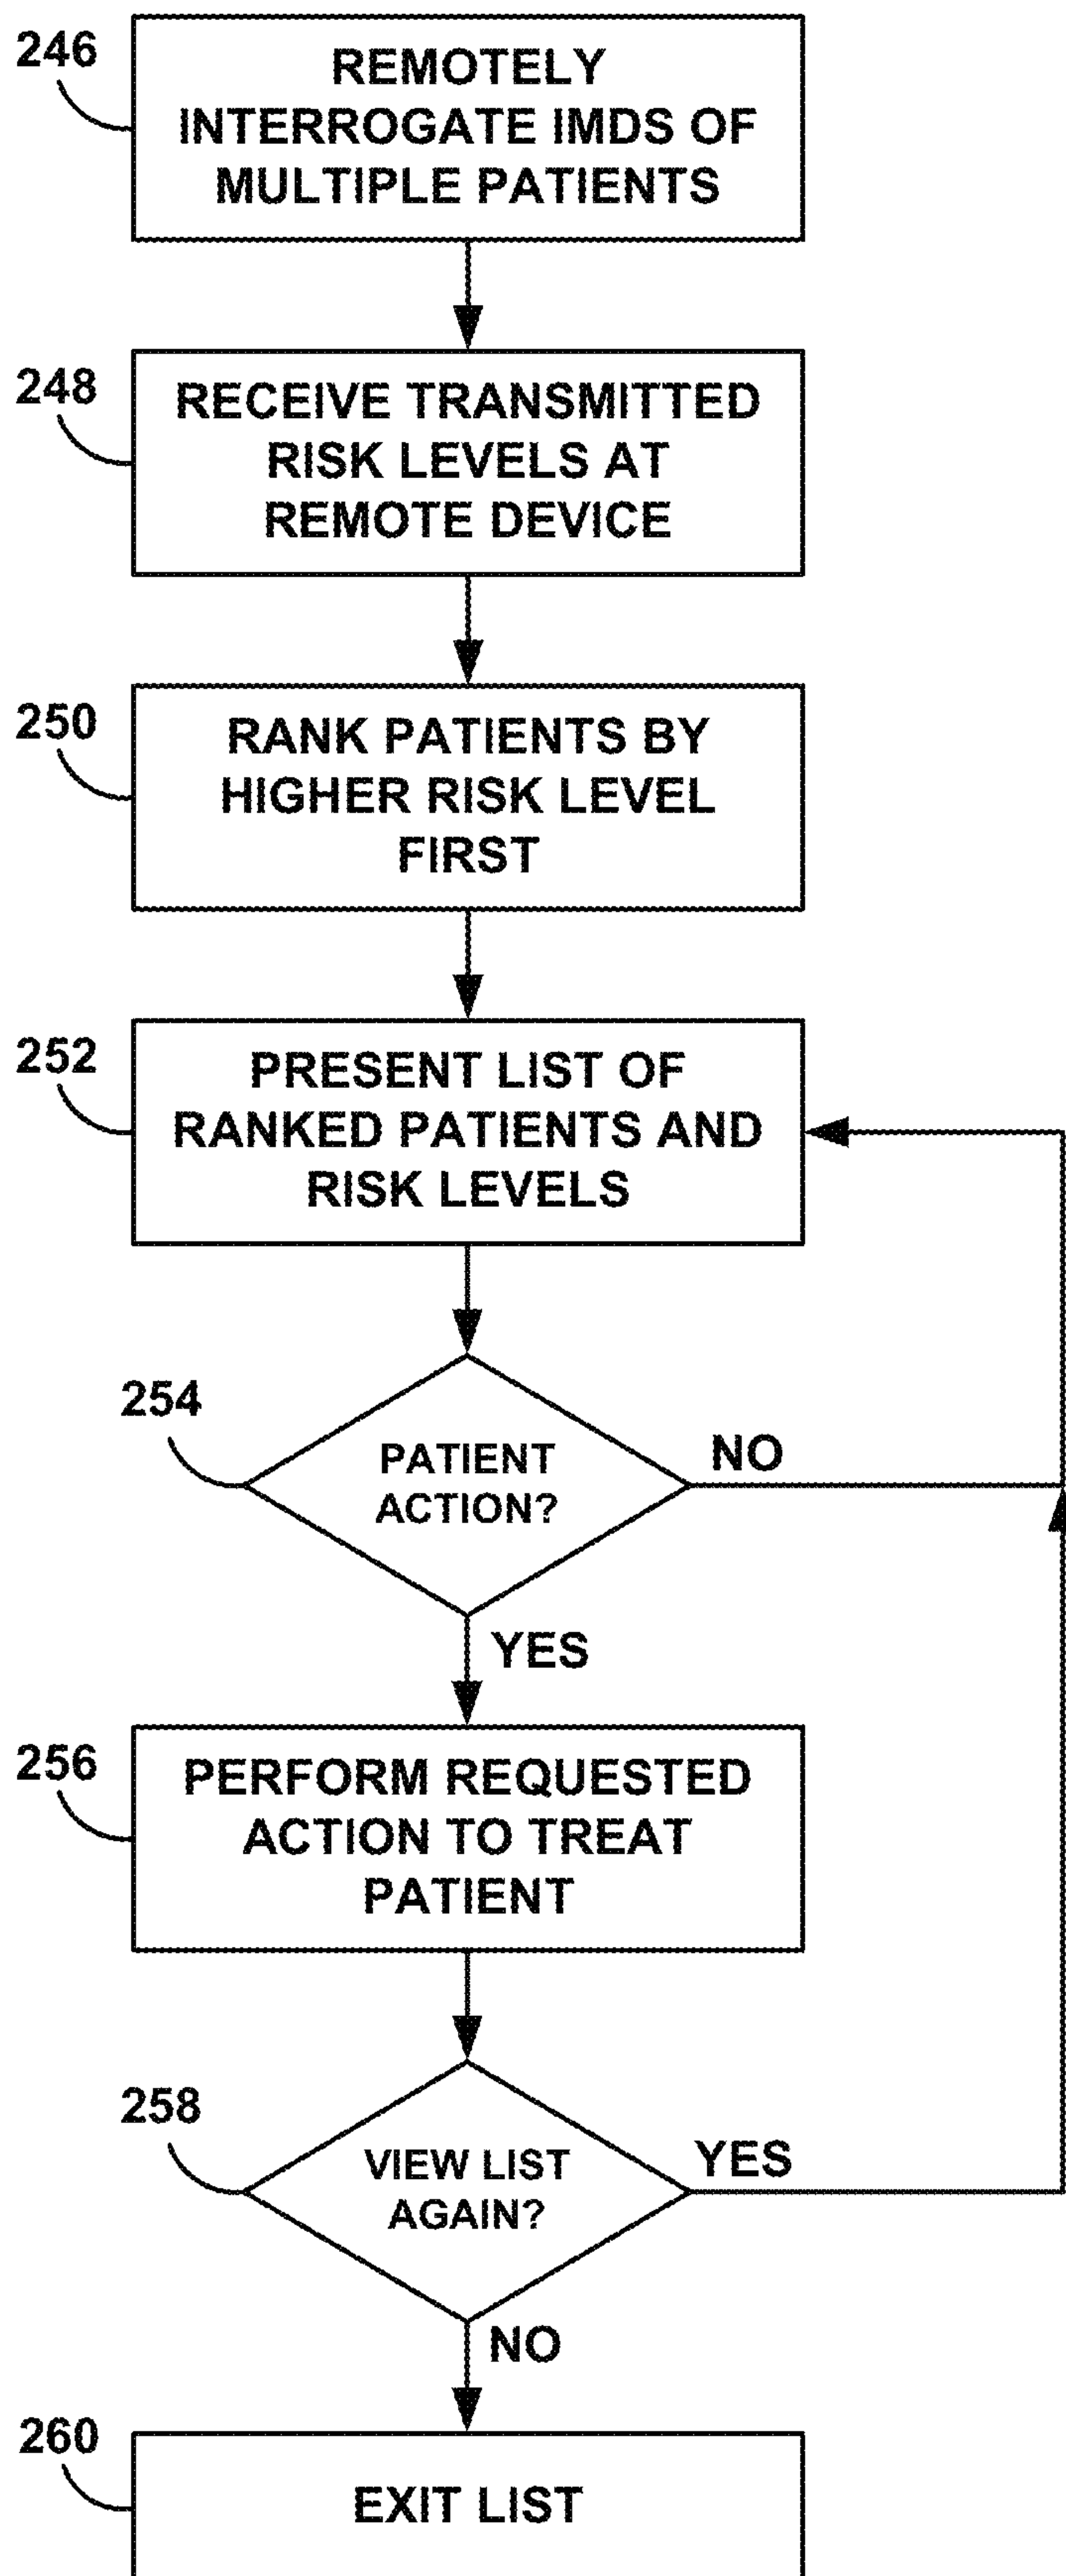 246
REMOTELY
INTERROGATE IMDS OF
MULTIPLE PATIENTS
248
RECEIVE TRANSMITTED
RISK LEVELS AT
REMOTE DEVICE
250
RANK PATIENTS BY
HIGHER RISK LEVEL
FIRST
252
PRESENT LIST OF
RANKED PATIENTS AND
RISK LEVELS
254
PATIENT
ACTION?
NO
YES
256
PERFORM REQUESTED
ACTION TO TREAT
PATIENT
258
VIEW LIST
AGAIN?
YES
NO
260
EXIT LIST